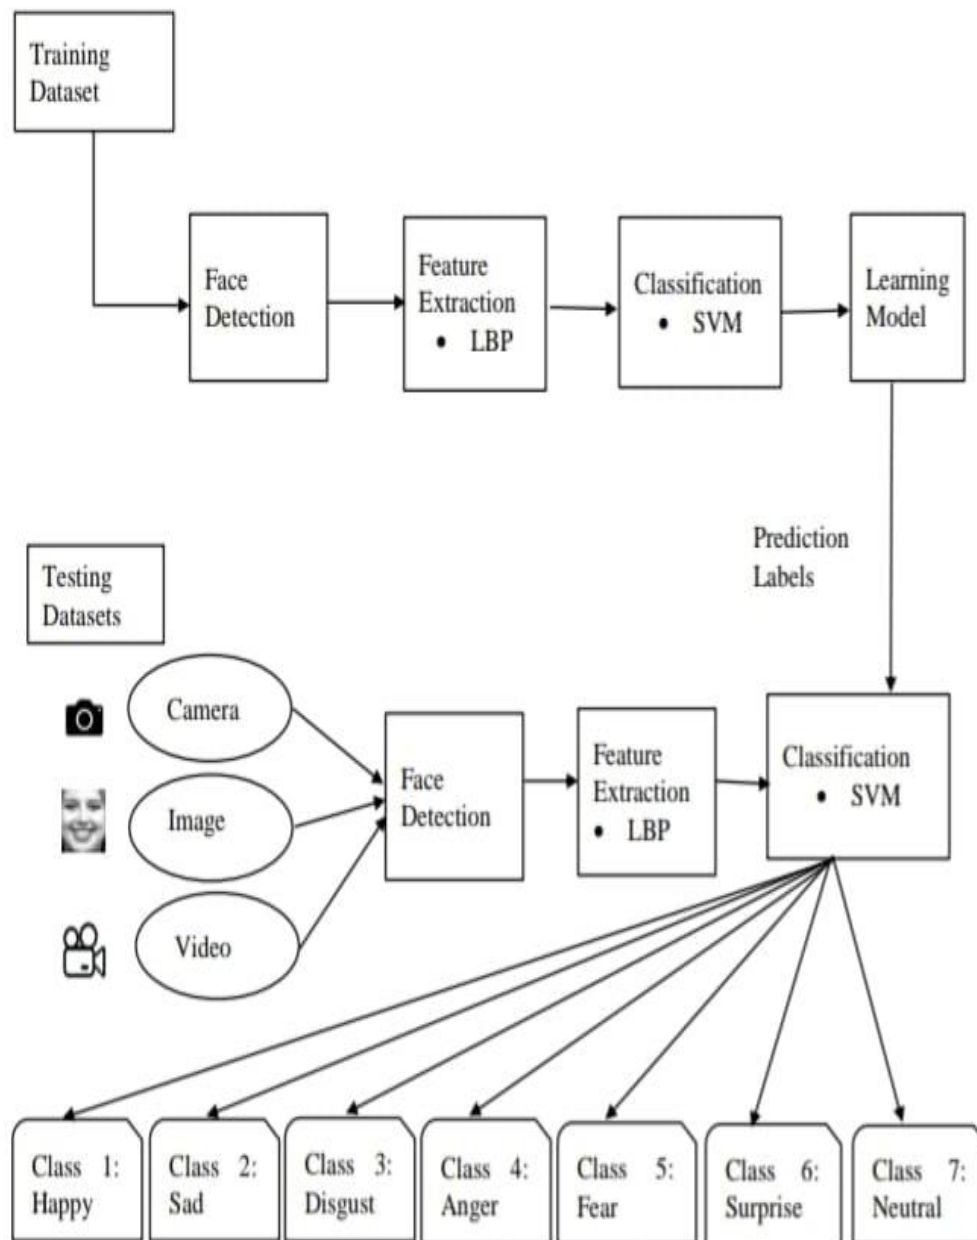 Training
Dataset
Face
Detection
Feature
Extraction
• LBP
Classification
• SVM
Learning
Model
Prediction
Labels
Testing
Datasets
Camera
Image
Video
Face
Detection
Feature
Extraction
• LBP
Classification
• SVM
Class 1:
Happy
Class 2:
Sad
Class 3:
Disgust
Class 4:
Anger
Class 5:
Fear
Class 6:
Surprise
Class 7:
Neutral